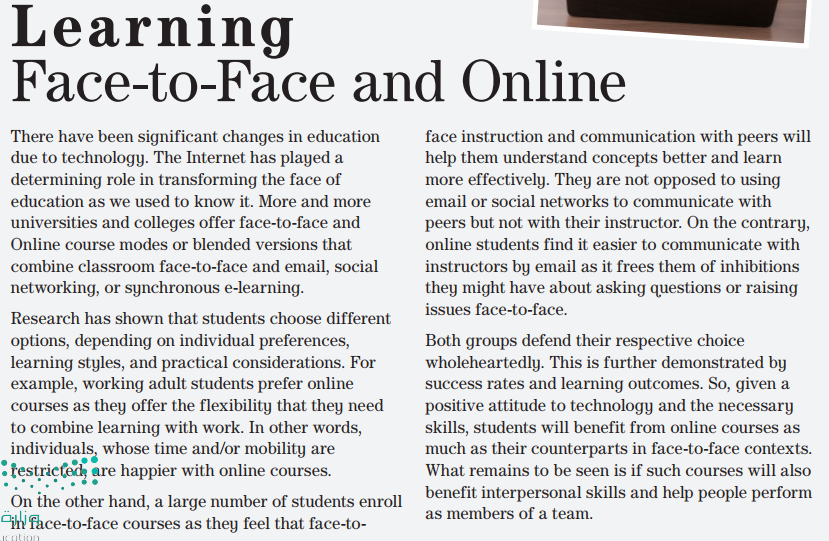 Learning
Face-to-Face and Online
There have been significant changes in education
due to technology. The Internet has played a
determining role in transforming the face of
education as we used to know it. More and more
universities and colleges offer face-to-face and
Online course modes or blended versions that
combine classroom face-to-face and email, social
networking, or synchronous e-learning.
Research has shown that students choose different
options, depending on individual preferences,
learning styles, and practical considerations. For
example, working adult students prefer online
courses as they offer the flexibility that they need
to combine learning with work. In other words,
individuals, whose time and/or mobility are
restricted, are happier with online courses.
On the other hand, a large number of students enroll
in face-to-face courses as they feel that face-to-
face instruction and communication with peers will
help them understand concepts better and learn
more effectively. They are not opposed to using
email or social networks to communicate with
peers but not with their instructor. On the contrary,
online students find it easier to communicate with
instructors by email as it frees them of inhibitions
they might have about asking questions or raising
issues face-to-face.
Both groups defend their respective choice
wholeheartedly. This is further demonstrated by
success rates and learning outcomes. So, given a
positive attitude to technology and the necessary
skills, students will benefit from online courses as
much as their counterparts in face-to-face contexts.
What remains to be seen is if such courses will also
benefit interpersonal skills and help people perform
as members of a team.